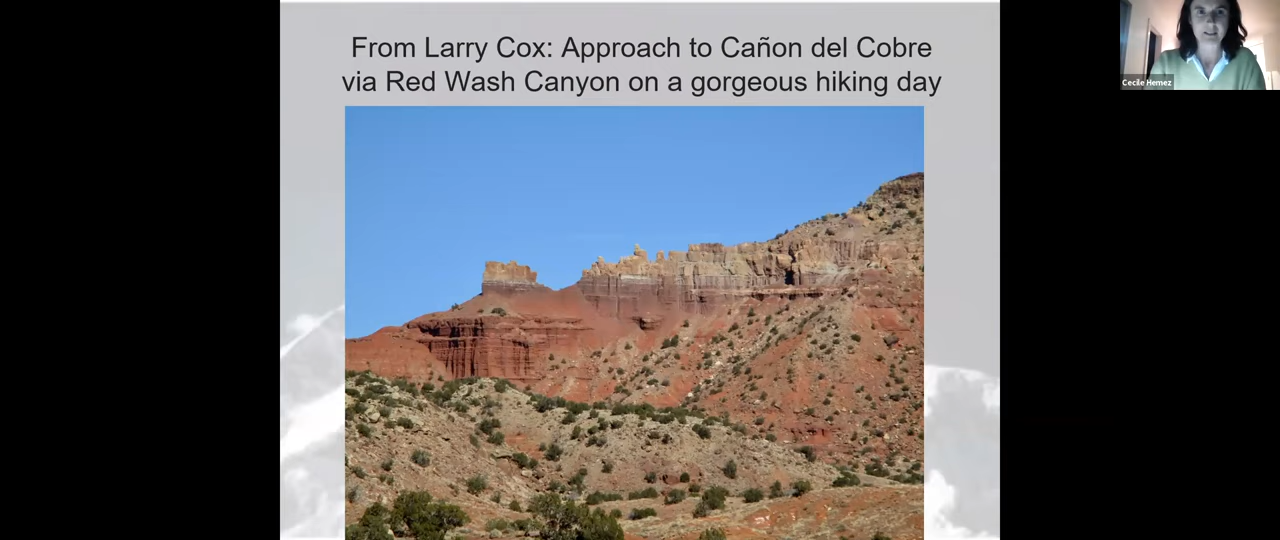 From Larry Cox: Approach to Cañon del Cobre
via Red Wash Canyon on a gorgeous hiking day
Cecile Hemez